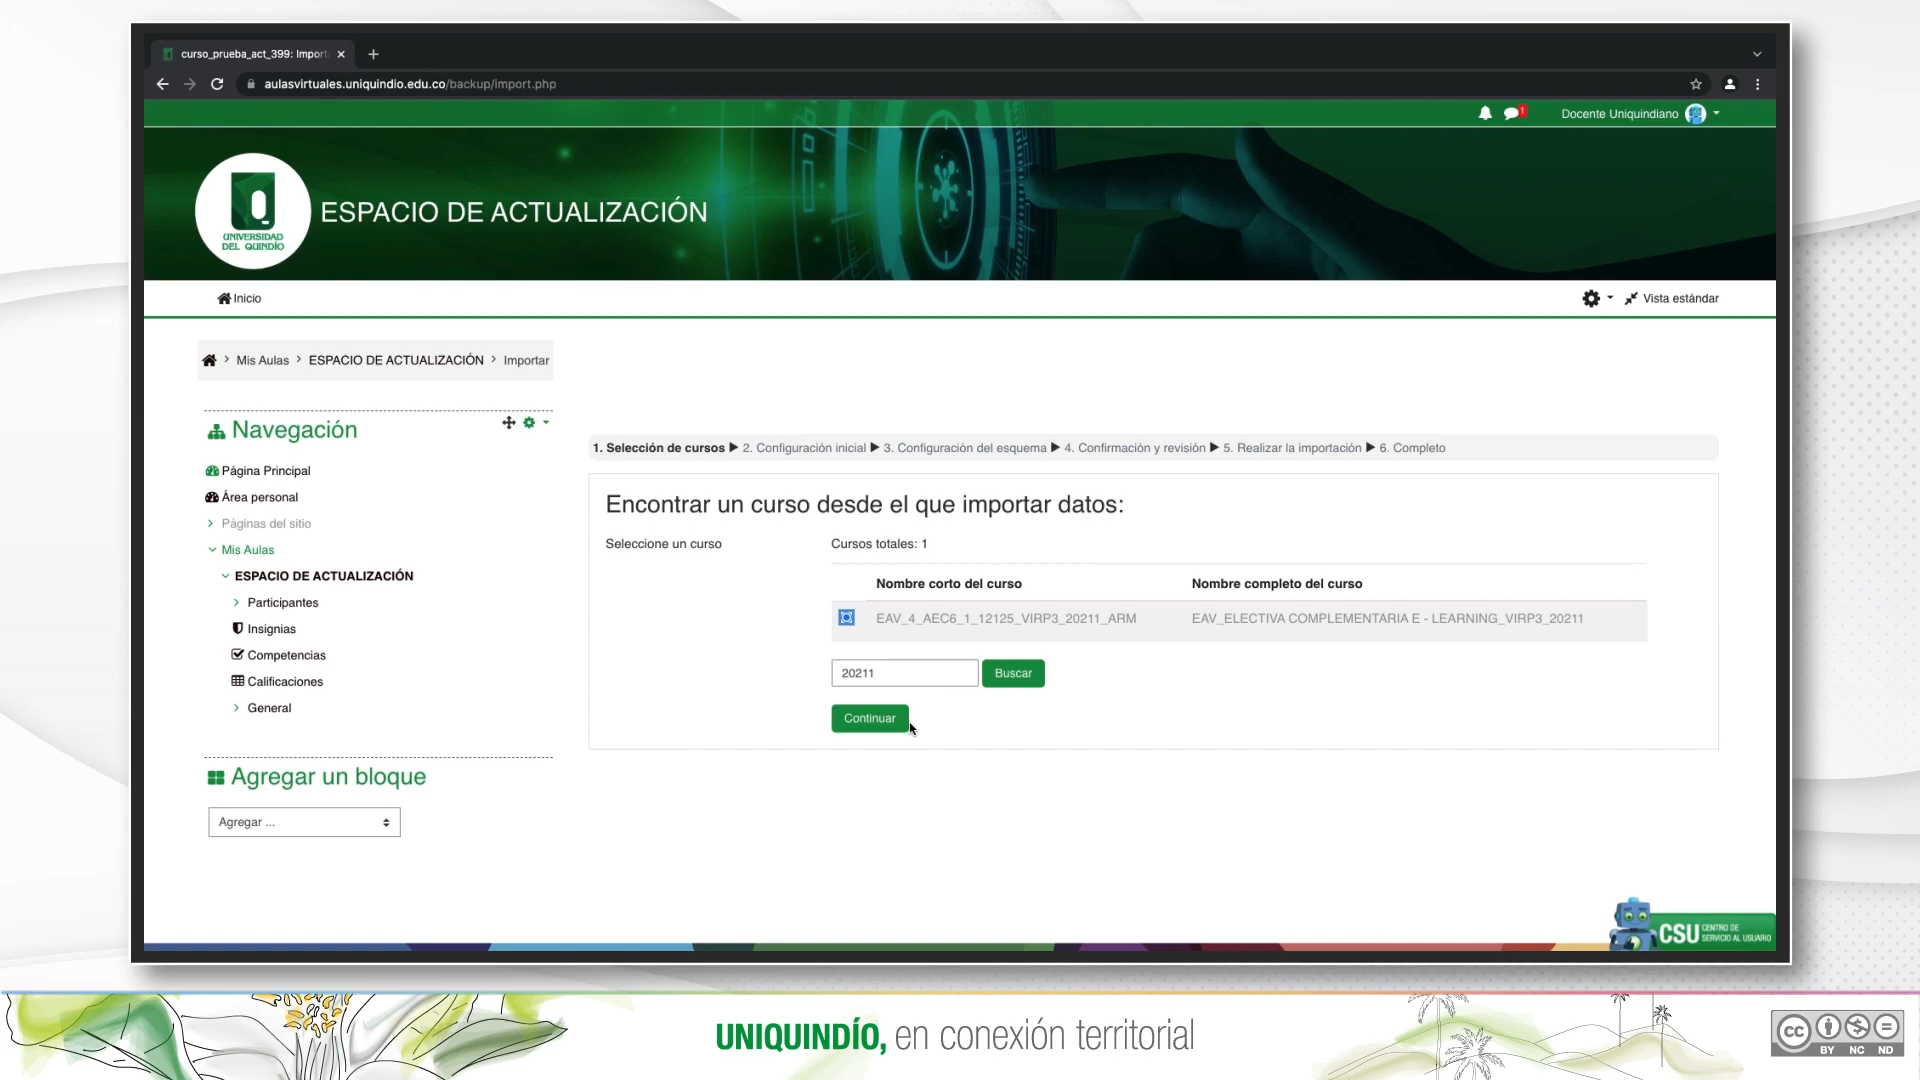 curso_prueba_act_399: Import
aulasvirtuales.uniquindio.edu.co/backup/import.php
1
Docente Uniquindiano
UNIVERSIDAD
DEL QUINDÍO
ESPACIO DE ACTUALIZACIÓN
Inicio
Vista estándar
Mis Aulas
ESPACIO DE ACTUALIZACIÓN
Importar
Navegación
Página Principal
Área personal
Páginas del sitio
Mis Aulas
ESPACIO DE ACTUALIZACIÓN
Participantes
Insignias
Competencias
Calificaciones
General
Agregar un bloque
Agregar ...
1. Selección de cursos ► 2. Configuración inicial ► 3. Configuración del esquema ► 4. Confirmación y revisión ► 5. Realizar la importación ► 6. Completo
Encontrar un curso desde el que importar datos:
Seleccione un curso
Cursos totales: 1
Nombre corto del curso
Nombre completo del curso
EAV_4_AEC6_1_12125_VIRP3_20211_ARM
EAV_ELECTIVA COMPLEMENTARIA E - LEARNING_VIRP3_20211
20211
Buscar
Continuar
CSU
CENTRO DE
SERVICIO AL USUARIO
UNIQUINDÍO, en conexión territorial
cc
BY NC ND